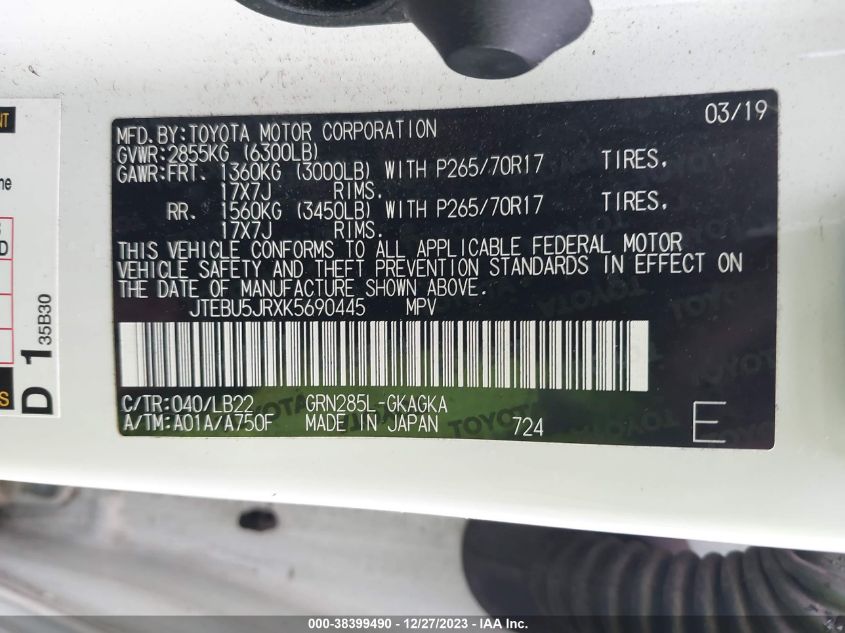 03/19
MFD.BY:TOYOTA MOTOR CORPORATION
GVWR:2855KG (6300LB)
GAWR:FRT. 1360KG (3000LB) WITH P265/70R17 TIRES,
17X7J RIMS.
RR. 1560KG (3450LB) WITH P265/70R17 TIRES,
17X7J RIMS.
THIS VEHICLE CONFORMS TO ALL APPLICABLE FEDERAL MOTOR
VEHICLE SAFETY AND THEFT PREVENTION STANDARDS IN EFFECT ON
THE DATE OF MANUFACTURE SHOWN ABOVE.
JTEBU5JRXK5690445 MPV
C/TR:040/LB22 GRN285L-GKAGKA
A/TM:A01A/A750F MADE IN JAPAN 724
E
D 1 35B30
TOYOTA
000-38399490 - 12/27/2023 - IAA Inc.